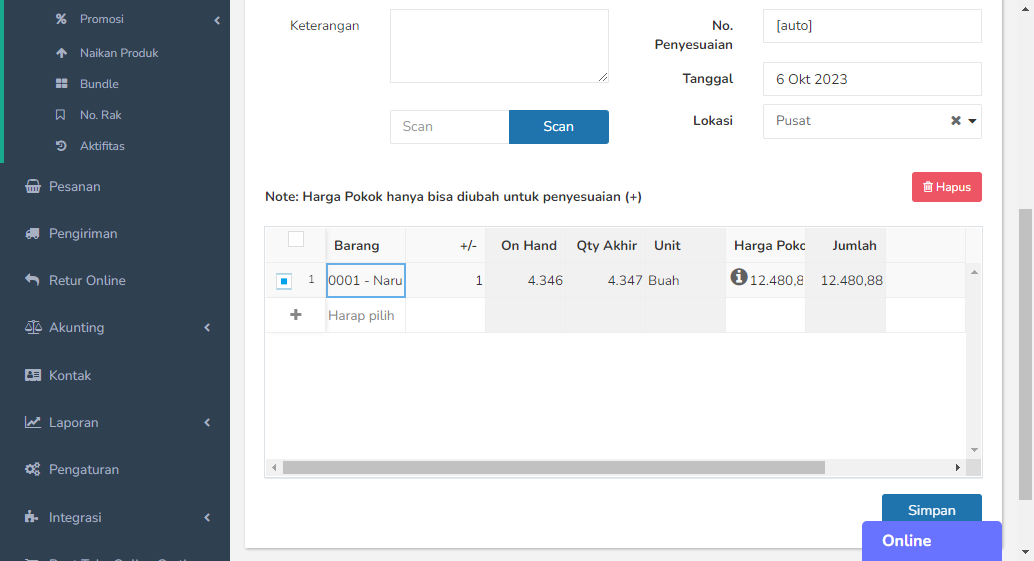 Promosi
Naikan Produk
Bundle
No. Rak
Aktifitas
Pesanan
Pengiriman
Retur Online
Akunting
Kontak
Laporan
Pengaturan
Integrasi
Keterangan
No. Penyesuaian
[auto]
Tanggal
6 Okt 2023
Scan
Scan
Lokasi
Pusat
Hapus
Note: Harga Pokok hanya bisa diubah untuk penyesuaian (+)
Barang +/- On Hand Qty Akhir Unit Harga Poko Jumlah
1 0001 - Naru 1 4.346 4.347 Buah 12.480,8 12.480,88
Harap pilih
Simpan
Online